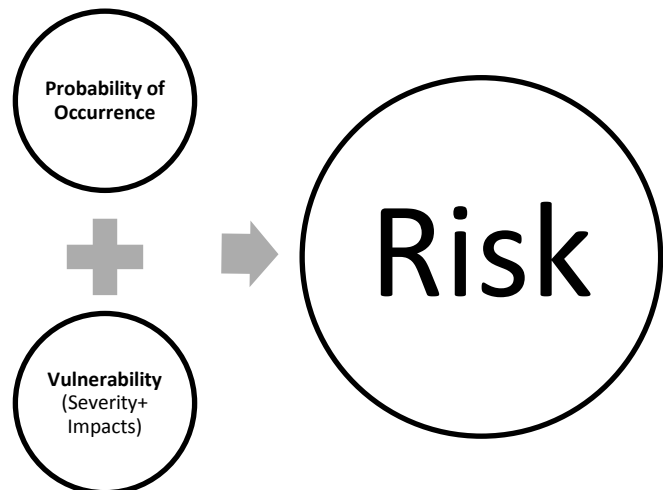 Probability of
Occurrence
Vulnerability
(Severity+
Impacts)
Risk